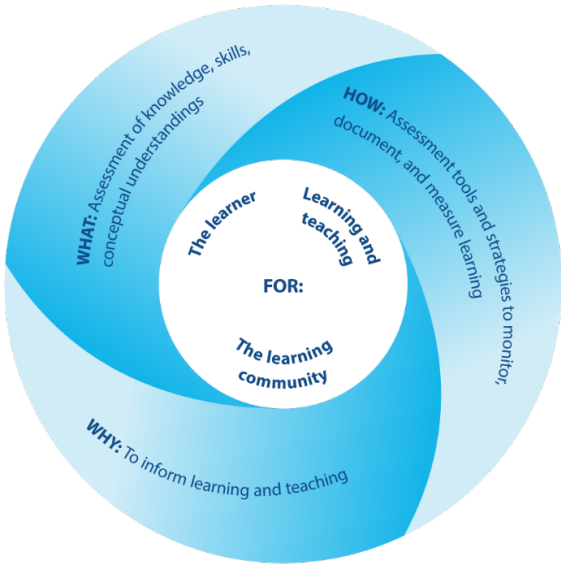 WHAT: Assessment of knowledge, skills,
conceptual understandings
HOW: Assessment tools and strategies to monitor,
document, and measure learning
The learner
Learning and
teaching
FOR:
The learning
community
WHY: To inform learning and teaching